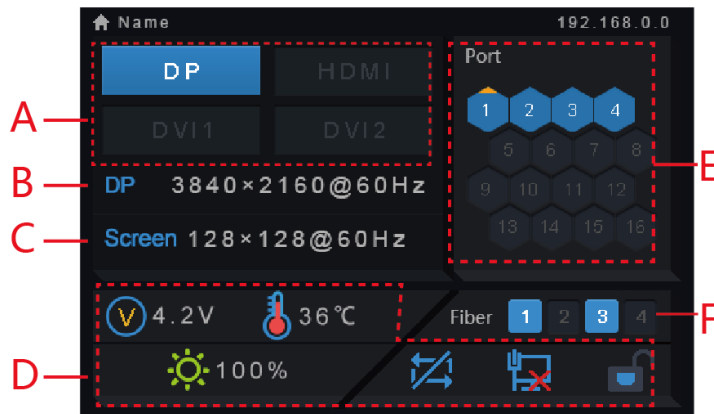 Name 192.168.0.0
DP HDMI
DVI1 DVI2
A
B DP 3840×2160@60Hz
C Screen 128×128@60Hz
Port
1 2 3 4
5 6 7 8
9 10 11 12
13 14 15 16
E
V 4.2V 36℃
Fiber 1 2 3 4
F
D 100%